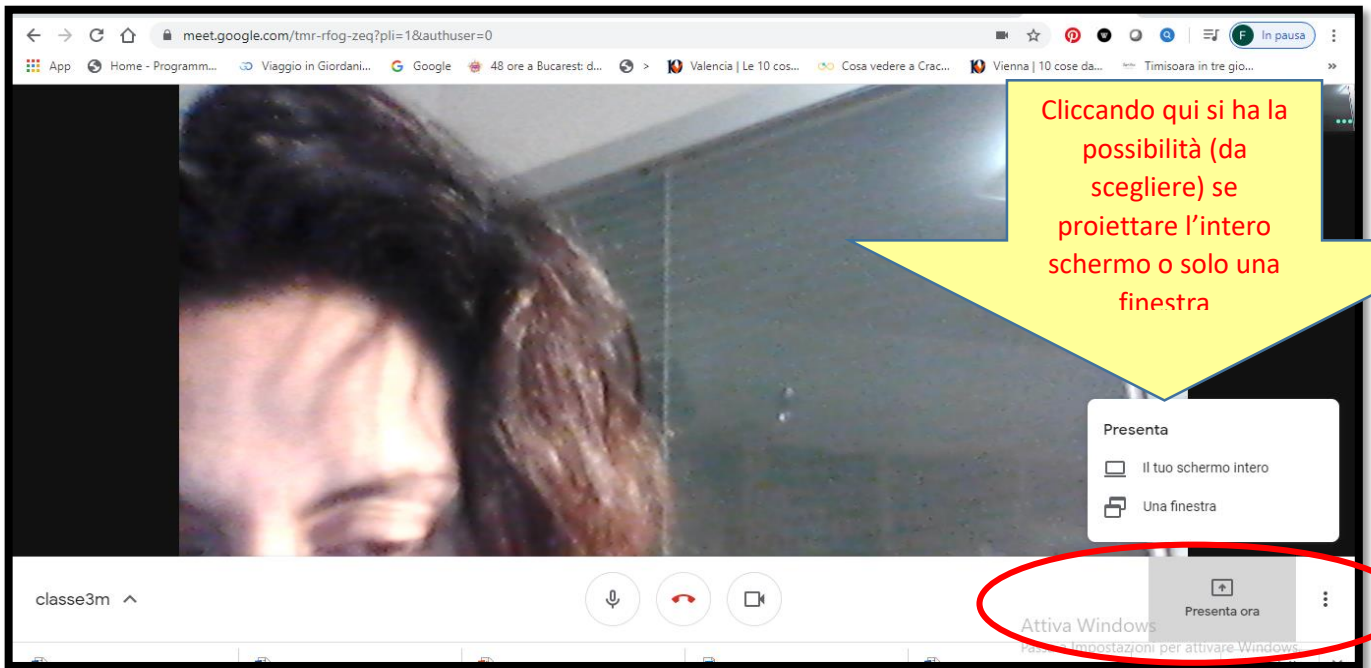 meet.google.com/tmr-rfog-zeq?pli=1&authuser=0
F In pausa
App Home - Programm... Viaggio in Giordani... Google 48 ore a Bucarest: d... > Valencia | Le 10 cos... Cosa vedere a Crac... Vienna | 10 cose da... Timisoara in tre gio... »
Cliccando qui si ha la
possibilità (da
scegliere) se
proiettare l’intero
schermo o solo una
finestra
Presenta
Il tuo schermo intero
Una finestra
classe3m
Presenta ora
Attiva Windows
Impostazioni per attivare Windows.